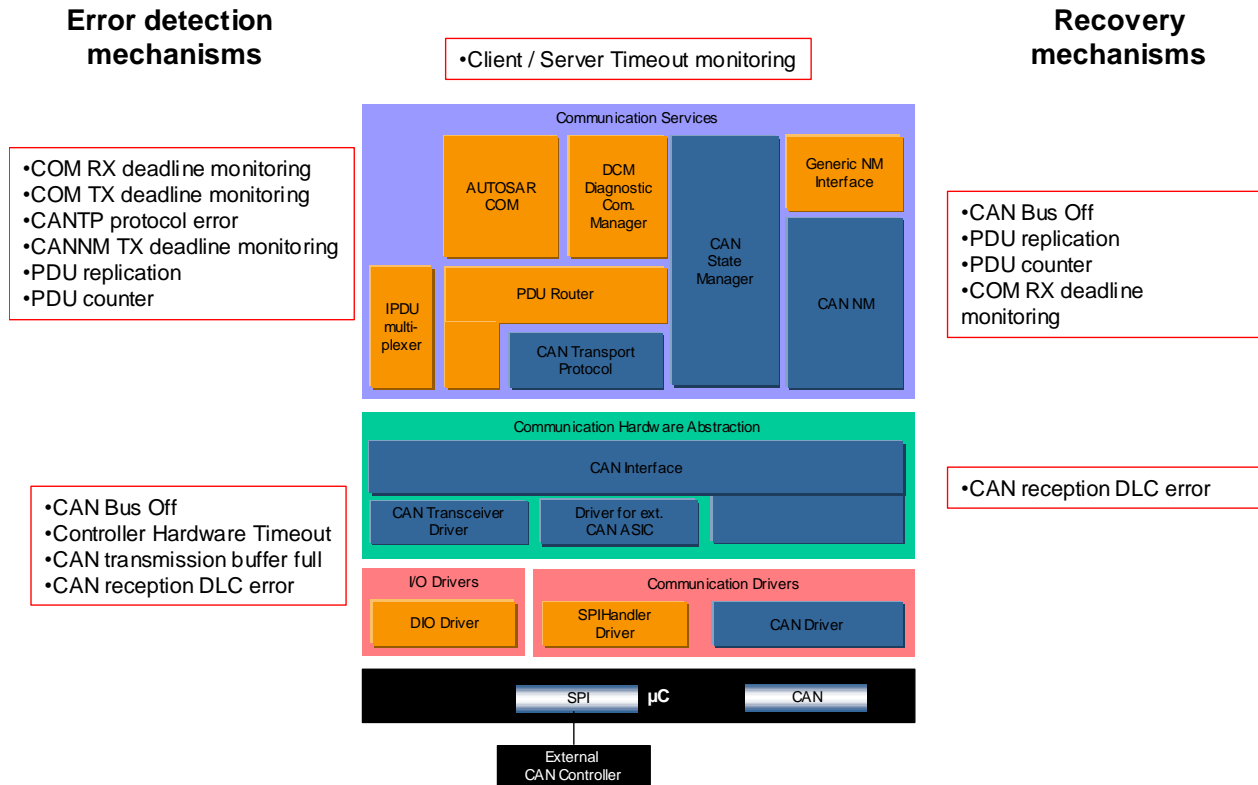 Error detection
mechanisms
Recovery
mechanisms
•Client / Server Timeout monitoring
•COM RX deadline monitoring
•COM TX deadline monitoring
•CANTP protocol error
•CANNM TX deadline monitoring
•PDU replication
•PDU counter
Communication Services
AUTOSAR
COM
DCM
Diagnostic
Com.
Manager
CAN
State
Manager
Generic NM
Interface
CAN NM
IPDU
multi-
plexer
PDU Router
CAN Transport
Protocol
•CAN Bus Off
•PDU replication
•PDU counter
•COM RX deadline
monitoring
Communication Hardware Abstraction
CAN Interface
CAN Transceiver
Driver
Driver for ext.
CAN ASIC
•CAN Bus Off
•Controller Hardware Timeout
•CAN transmission buffer full
•CAN reception DLC error
•CAN reception DLC error
I/O Drivers
DIO Driver
Communication Drivers
SPIHandler
Driver
CAN Driver
SPI
µC
CAN
External
CAN Controller